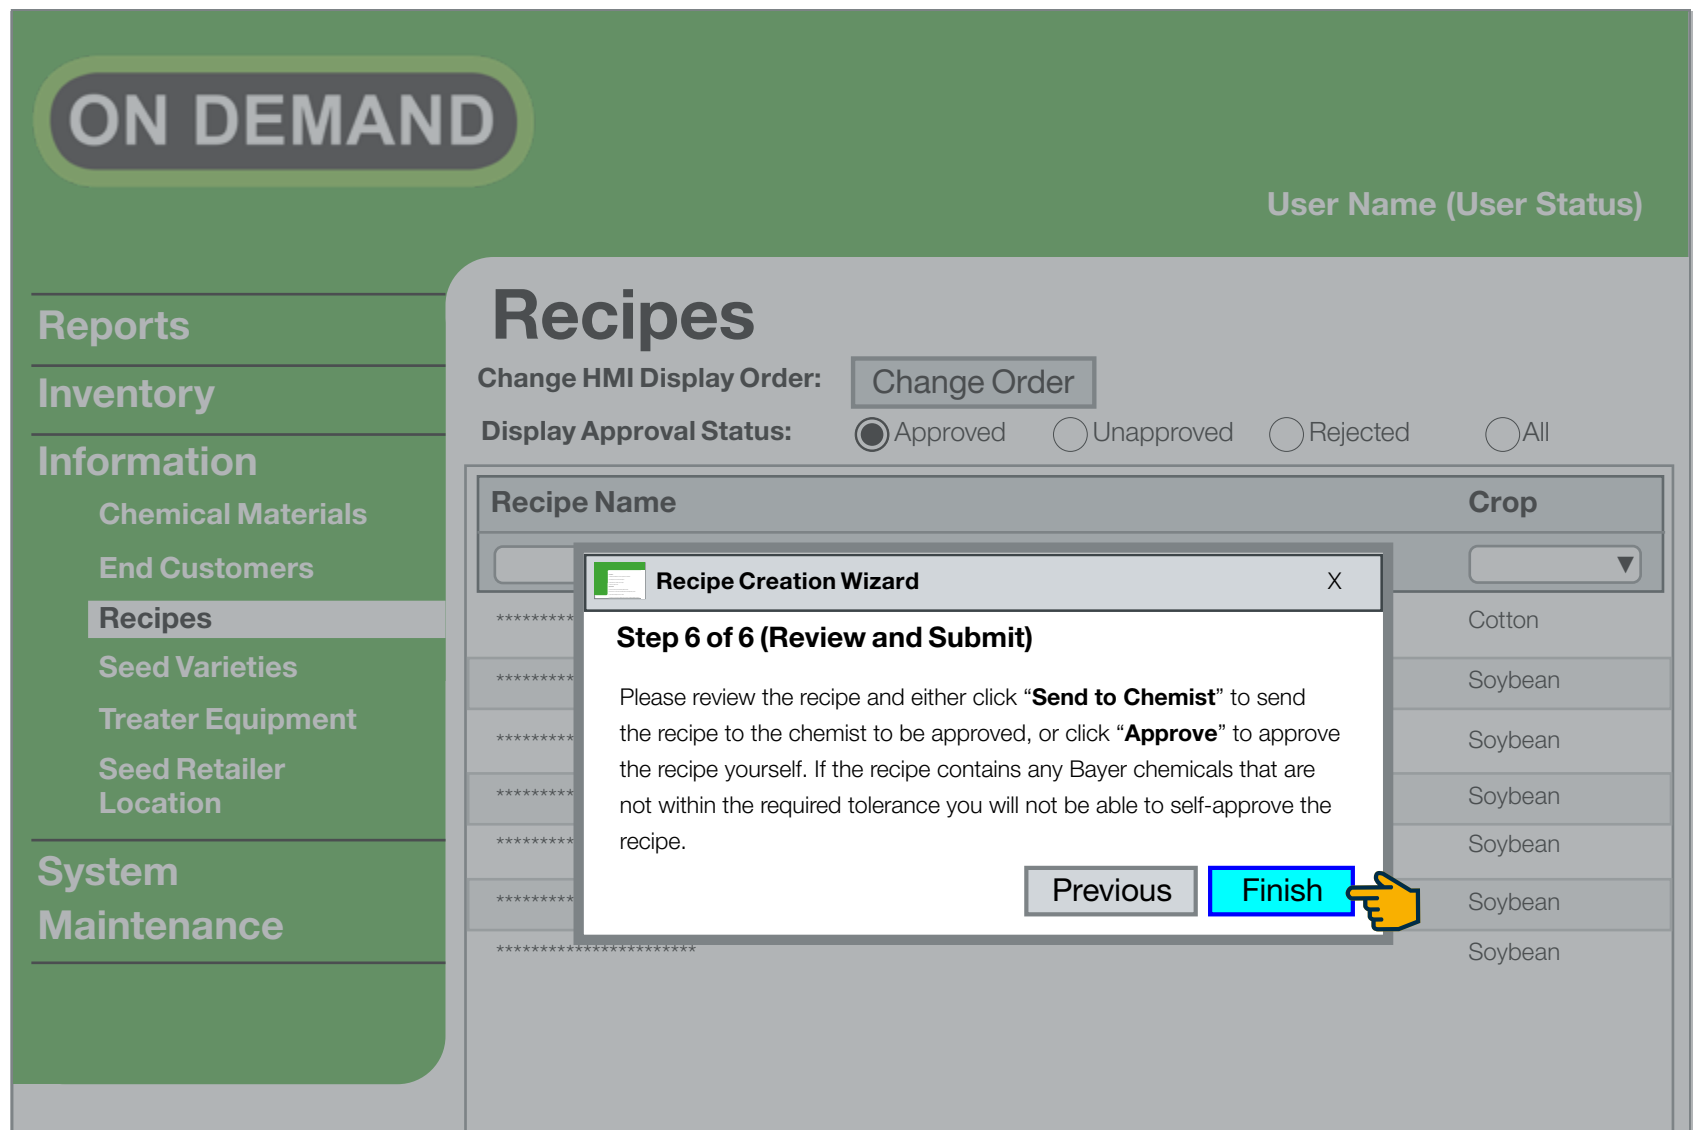 ON DEMAND
User Name (User Status)
Reports
Inventory
Information
Chemical Materials
End Customers
Recipes
Seed Varieties
Treater Equipment
Seed Retailer
Location
System
Maintenance
Recipes
Change HMI Display Order: Change Order
Display Approval Status: Approved Unapproved Rejected All
Recipe Name Crop
▼
********* Cotton
********* Soybean
********* Soybean
********* Soybean
********* Soybean
********* Soybean
*********************** Soybean
Recipe Creation Wizard X
Step 6 of 6 (Review and Submit)
Please review the recipe and either click “Send to Chemist” to send
the recipe to the chemist to be approved, or click “Approve” to approve
the recipe yourself. If the recipe contains any Bayer chemicals that are
not within the required tolerance you will not be able to self-approve the
recipe.
Previous Finish